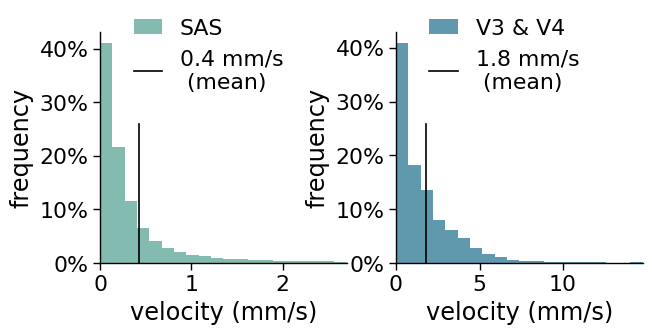 SAS
0.4 mm/s
(mean)
frequency
40%
30%
20%
10%
0%
0
1
2
velocity (mm/s)
V3 & V4
1.8 mm/s
(mean)
frequency
40%
30%
20%
10%
0%
0
5
10
velocity (mm/s)